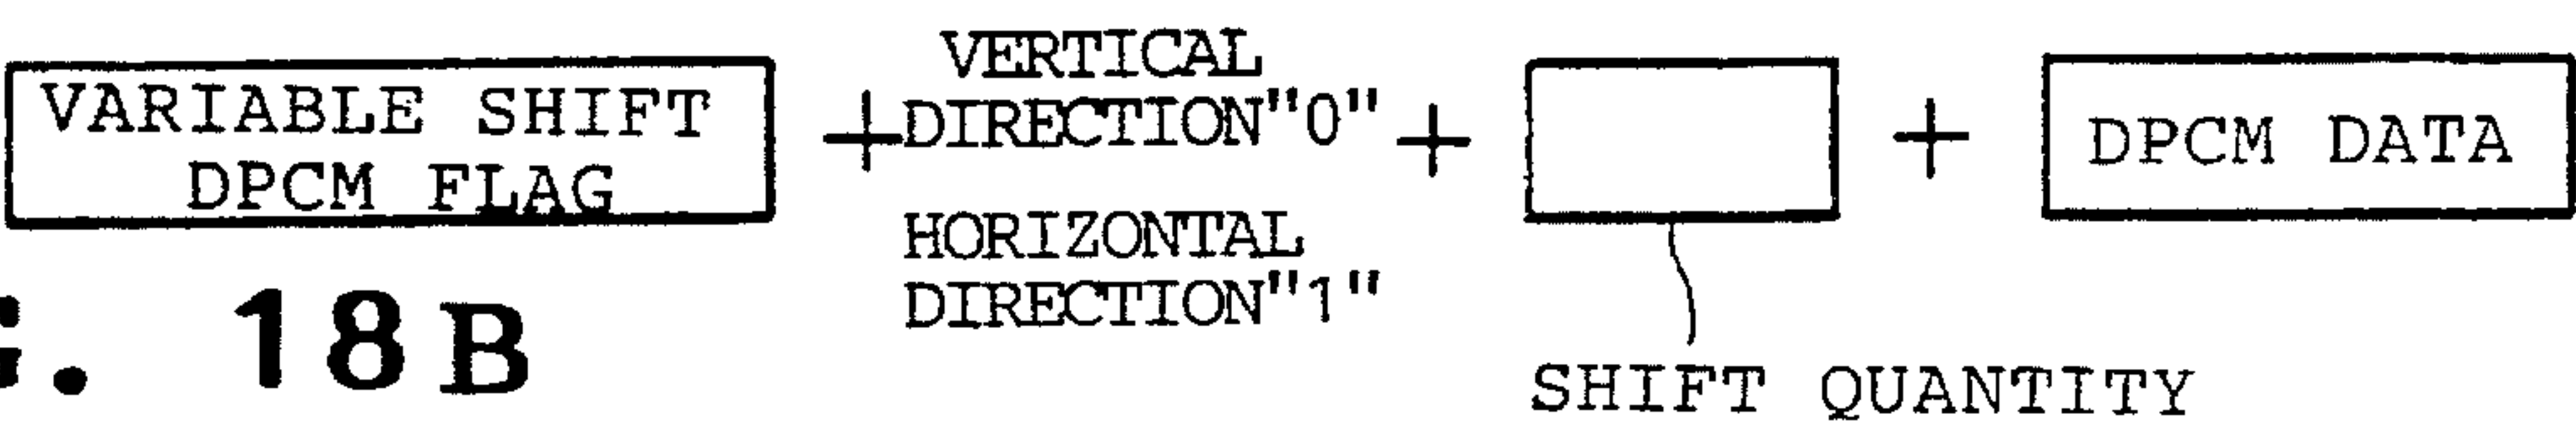 VARIABLE SHIFT
DPCM FLAG
+
VERTICAL
DIRECTION"0"
HORIZONTAL
DIRECTION"1"
+
+
DPCM DATA
SHIFT QUANTITY
. 18B